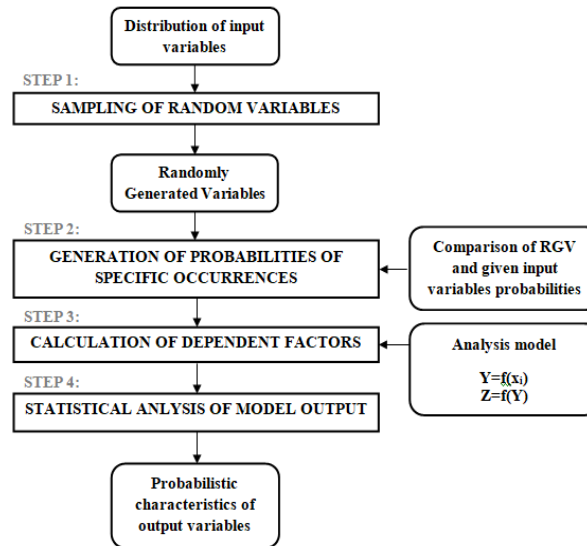 Distribution of input
variables
STEP 1:
SAMPLING OF RANDOM VARIABLES
Randomly
Generated Variables
STEP 2:
GENERATION OF PROBABILITIES OF
SPECIFIC OCCURRENCES
Comparison of RGV
and given input
variables probabilities
STEP 3:
CALCULATION OF DEPENDENT FACTORS
Analysis model
Y=f(xᵢ)
Z=f(Y)
STEP 4:
STATISTICAL ANLYSIS OF MODEL OUTPUT
Probabilistic
characteristics of
output variables